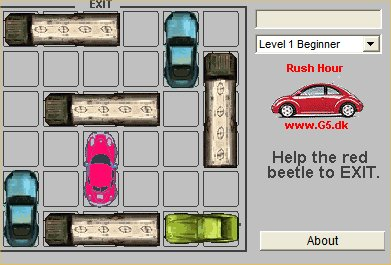 EXIT
Level 1 Beginner
Rush Hour
www.G5.dk
Help the red
beetle to EXIT.
About